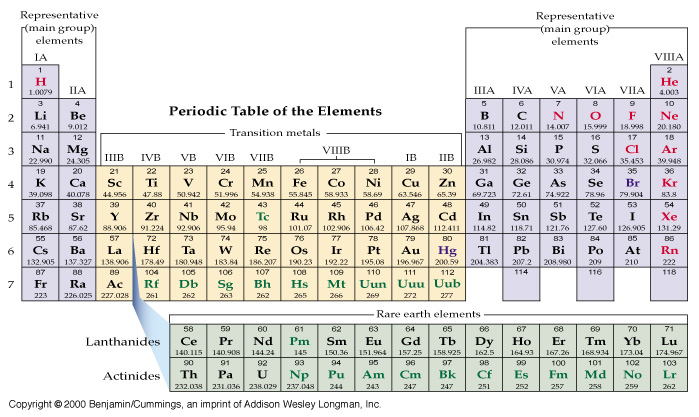 Representative
(main group)
elements
Representative
(main group)
elements
IA
VIIIA
1
1 2
H He
1.0079 4.003
IIA IIIA IVA VA VIA VIIA
Periodic Table of the Elements
2
3 4 5 6 7 8 9 10
Li Be B C N O F Ne
6.941 9.012 10.811 12.011 14.007 15.999 18.998 20.180
Transition metals
3
11 12 13 14 15 16 17 18
Na Mg Al Si P S Cl Ar
22.990 24.305 26.982 28.086 30.974 32.066 35.453 39.948
IIIB IVB VB VIB VIIB VIIIB IB IIB
4
19 20 21 22 23 24 25 26 27 28 29 30 31 32 33 34 35 36
K Ca Sc Ti V Cr Mn Fe Co Ni Cu Zn Ga Ge As Se Br Kr
39.098 40.078 44.956 47.88 50.942 51.996 54.938 55.845 58.933 58.69 63.546 65.39 69.723 72.61 74.922 78.96 79.904 83.8
5
37 38 39 40 41 42 43 44 45 46 47 48 49 50 51 52 53 54
Rb Sr Y Zr Nb Mo Tc Ru Rh Pd Ag Cd In Sn Sb Te I Xe
85.468 87.62 88.906 91.224 92.906 95.94 98 101.07 102.906 106.42 107.868 112.411 114.82 118.71 121.76 127.60 126.905 131.29
6
55 56 57 72 73 74 75 76 77 78 79 80 81 82 83 84 85 86
Cs Ba La Hf Ta W Re Os Ir Pt Au Hg Tl Pb Bi Po At Rn
132.905 137.327 138.906 178.49 180.948 183.84 186.207 190.23 192.22 195.08 196.967 200.59 204.383 207.2 208.980 209 210 222
7
87 88 89 104 105 106 107 108 109 110 111 112 114 116 118
Fr Ra Ac Rf Db Sg Bh Hs Mt Uun Uuu Uub
223 226.025 227.028 261 262 263 262 265 266 269 272 277
Rare earth elements
Lanthanides
58 59 60 61 62 63 64 65 66 67 68 69 70 71
Ce Pr Nd Pm Sm Eu Gd Tb Dy Ho Er Tm Yb Lu
140.115 140.908 144.24 145 150.36 151.964 157.25 158.925 162.5 164.93 167.26 168.934 173.04 174.967
Actinides
90 91 92 93 94 95 96 97 98 99 100 101 102 103
Th Pa U Np Pu Am Cm Bk Cf Es Fm Md No Lr
232.038 231.036 238.029 237.048 244 243 247 247 251 252 257 258 259 262
Copyright © 2000 Benjamin/Cummings, an imprint of Addison Wesley Longman, Inc.